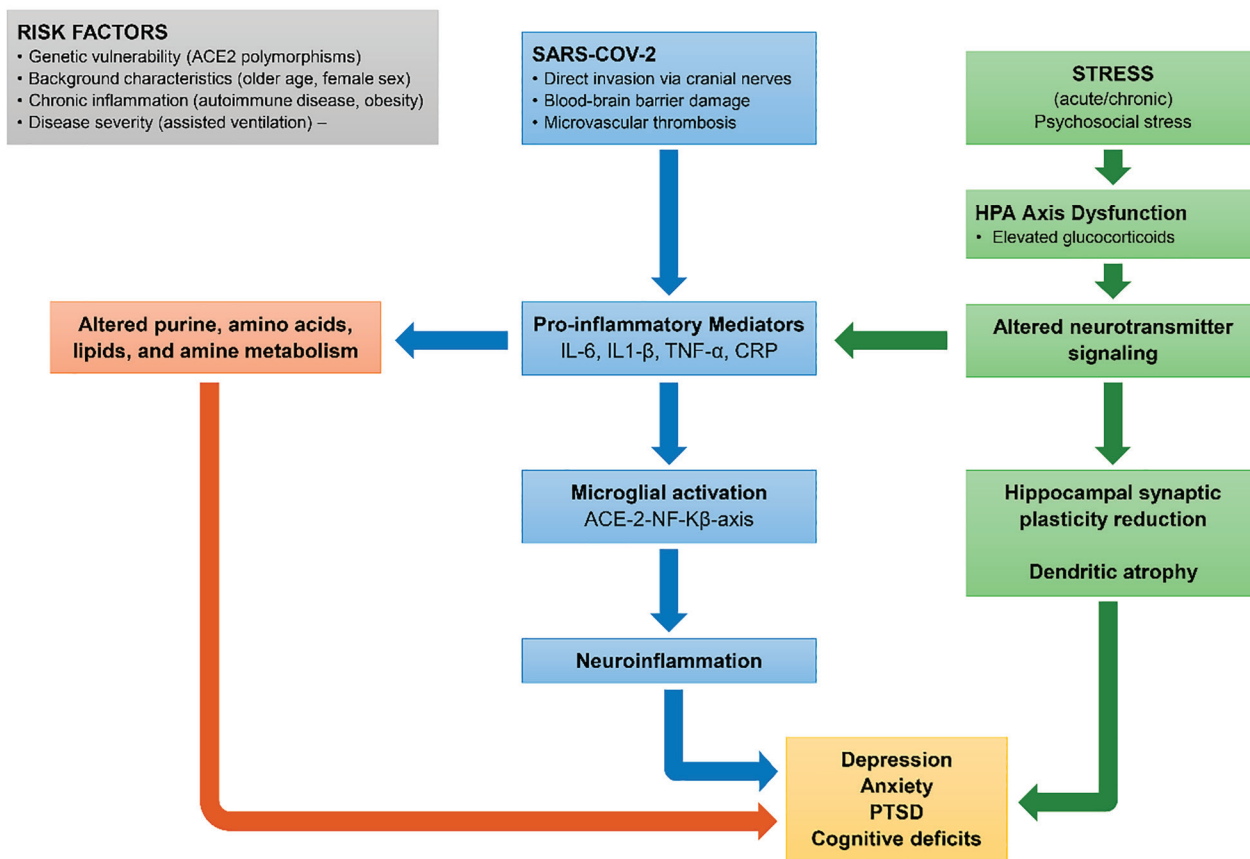 RISK FACTORS
• Genetic vulnerability (ACE2 polymorphisms)
• Background characteristics (older age, female sex)
• Chronic inflammation (autoimmune disease, obesity)
• Disease severity (assisted ventilation) –
SARS-COV-2
• Direct invasion via cranial nerves
• Blood-brain barrier damage
• Microvascular thrombosis
STRESS
(acute/chronic)
Psychosocial stress
HPA Axis Dysfunction
• Elevated glucocorticoids
Altered purine, amino acids,
lipids, and amine metabolism
Pro-inflammatory Mediators
IL-6, IL1-β, TNF-α, CRP
Altered neurotransmitter
signaling
Microglial activation
ACE-2-NF-Kβ-axis
Hippocampal synaptic
plasticity reduction
Dendritic atrophy
Neuroinflammation
Depression
Anxiety
PTSD
Cognitive deficits